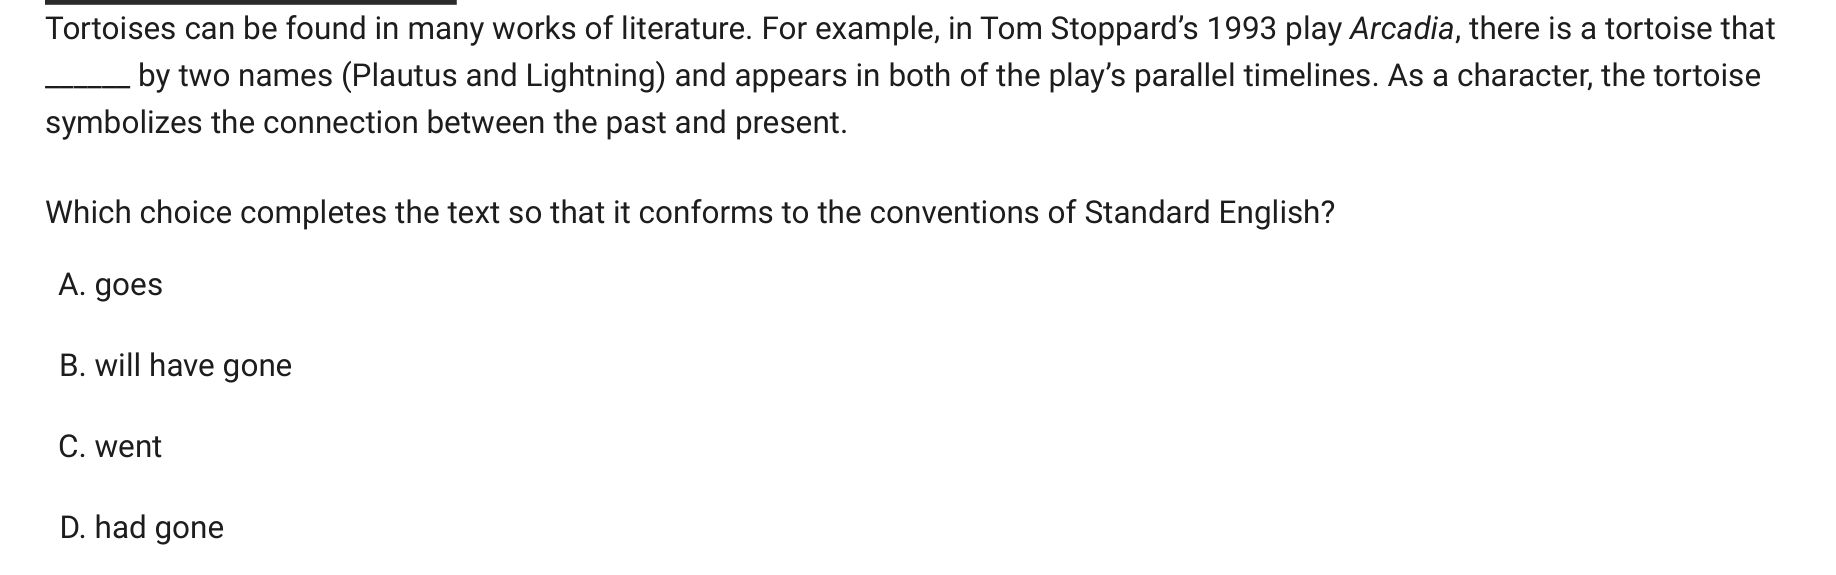 Tortoises can be found in many works of literature. For example, in Tom Stoppard’s 1993 play Arcadia, there is a tortoise that
______ by two names (Plautus and Lightning) and appears in both of the play’s parallel timelines. As a character, the tortoise
symbolizes the connection between the past and present.
Which choice completes the text so that it conforms to the conventions of Standard English?
A. goes
B. will have gone
C. went
D. had gone